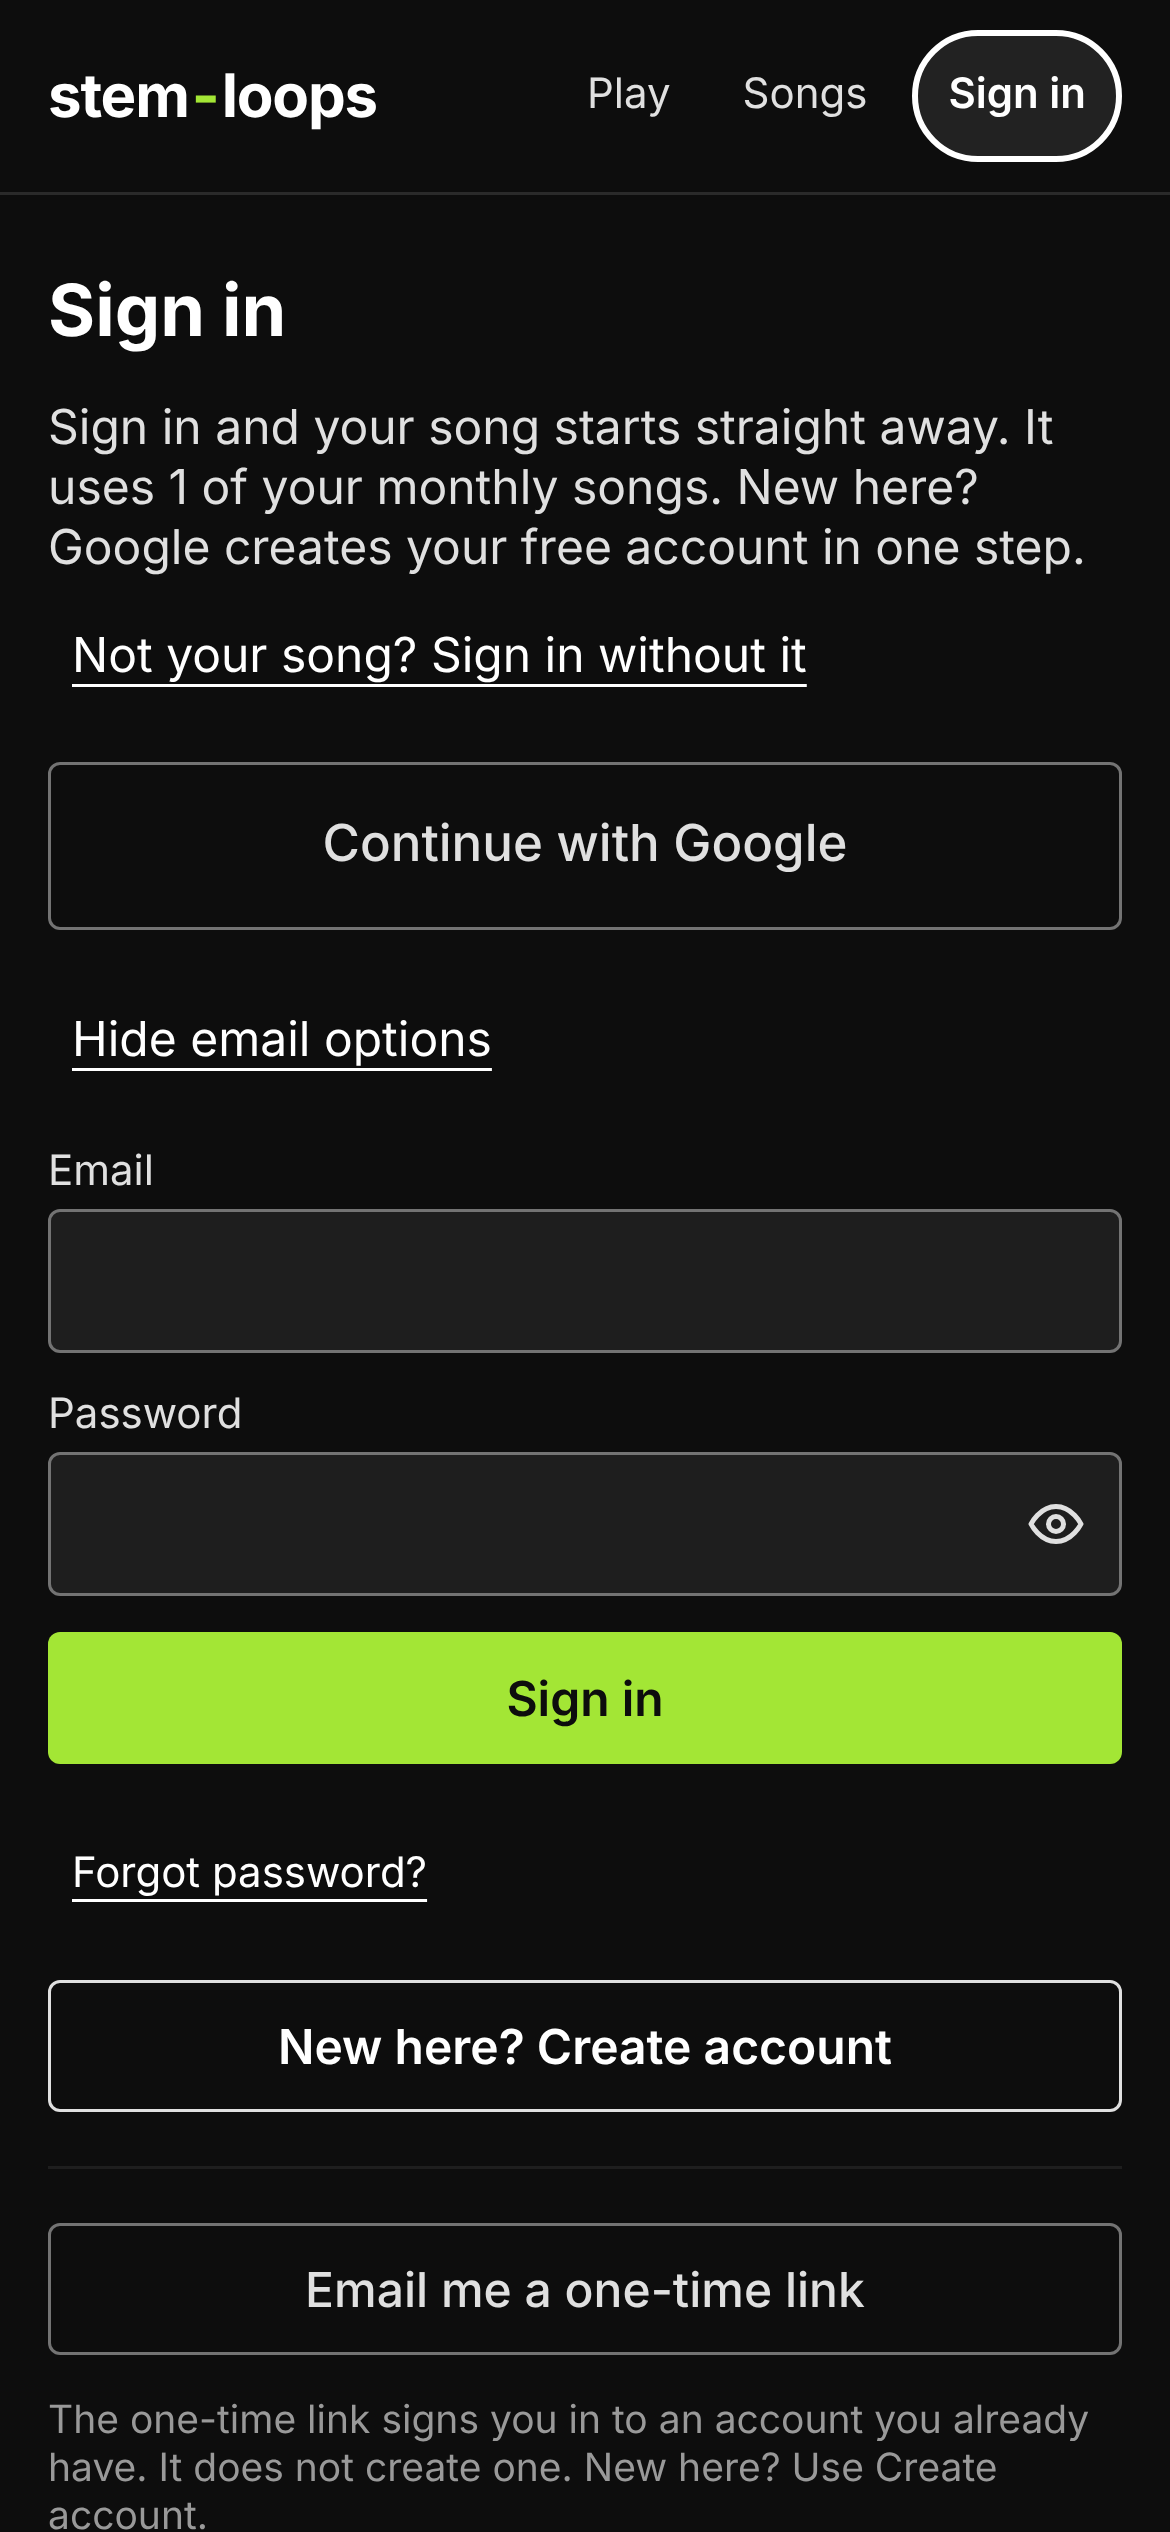 stem-loops
Play
Songs
Sign in
Sign in
Sign in and your song starts straight away. It
uses 1 of your monthly songs. New here?
Google creates your free account in one step.
Not your song? Sign in without it
Continue with Google
Hide email options
Email
Password
Sign in
Forgot password?
New here? Create account
Email me a one-time link
The one-time link signs you in to an account you already
have. It does not create one. New here? Use Create
account.